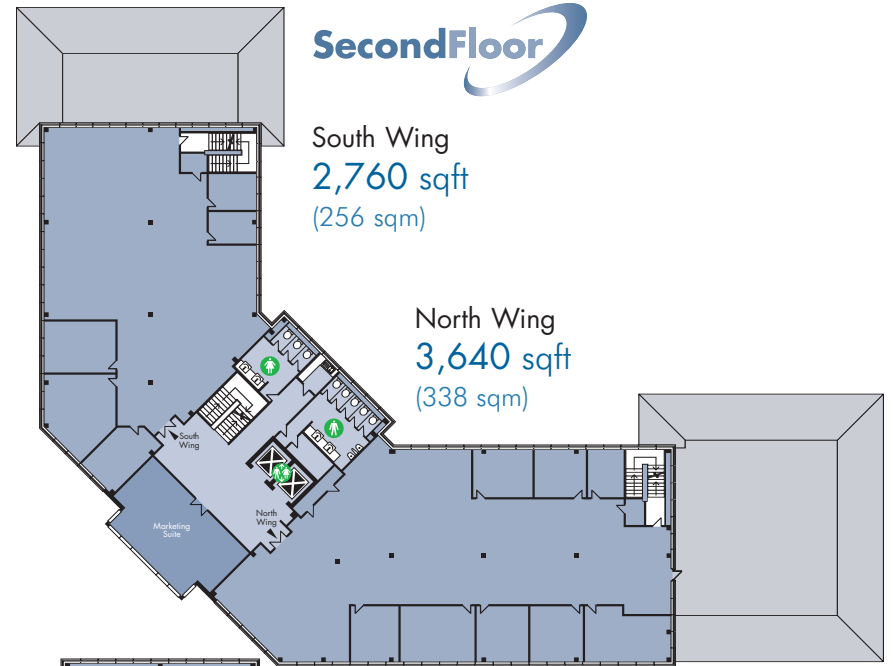 SecondFloor
South Wing
2,760 sqft
(256 sqm)
North Wing
3,640 sqft
(338 sqm)
South
Wing
North
Wing
Marketing
Suite